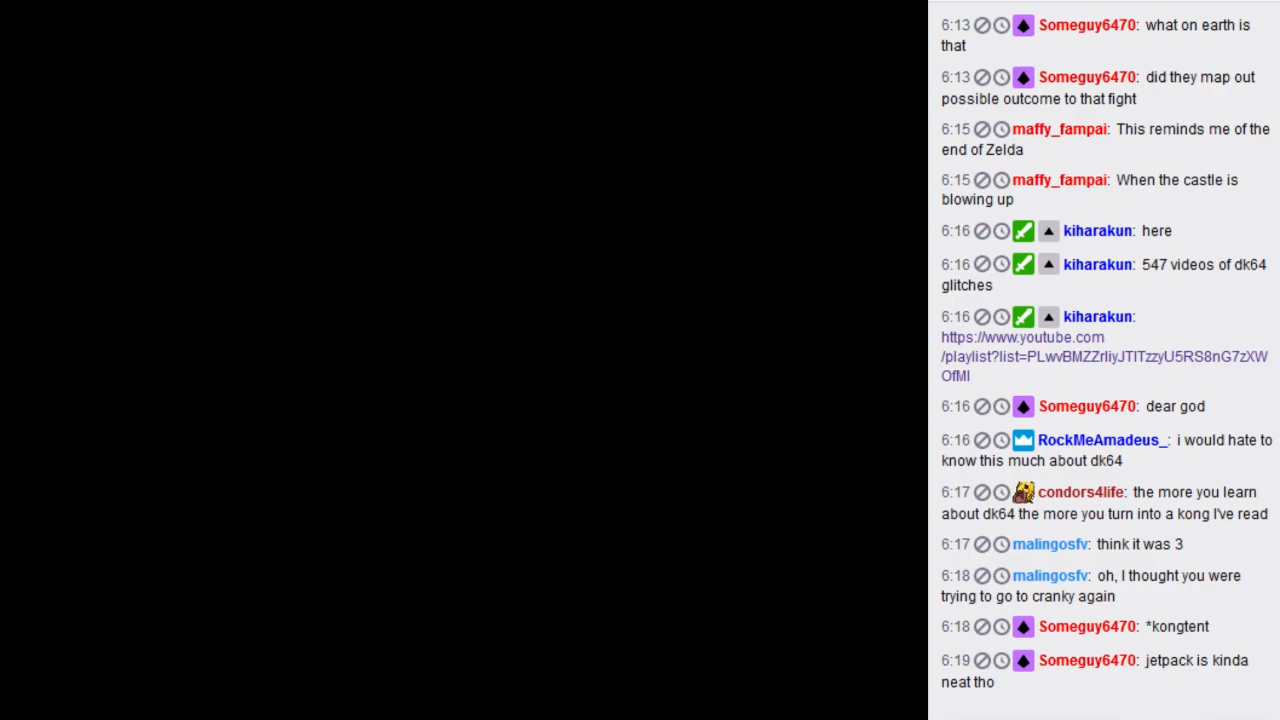 6:13 Someguy6470: what on earth is
that
6:13 Someguy6470: did they map out
possible outcome to that fight
6:15 maffy_fampai: This reminds me of the
end of Zelda
6:15 maffy_fampai: When the castle is
blowing up
6:16 kiharakun: here
6:16 kiharakun: 547 videos of dk64
glitches
6:16 kiharakun:
https://www.youtube.com
/playlist?list=PLwvBMZZrliyJTlTzzyU5RS8nG7zXW
OfMl
6:16 Someguy6470: dear god
6:16 RockMeAmadeus_: i would hate to
know this much about dk64
6:17 condors4life: the more you learn
about dk64 the more you turn into a kong I've read
6:17 malingosfv: think it was 3
6:18 malingosfv: oh, I thought you were
trying to go to cranky again
6:18 Someguy6470: *kongtent
6:19 Someguy6470: jetpack is kinda
neat tho